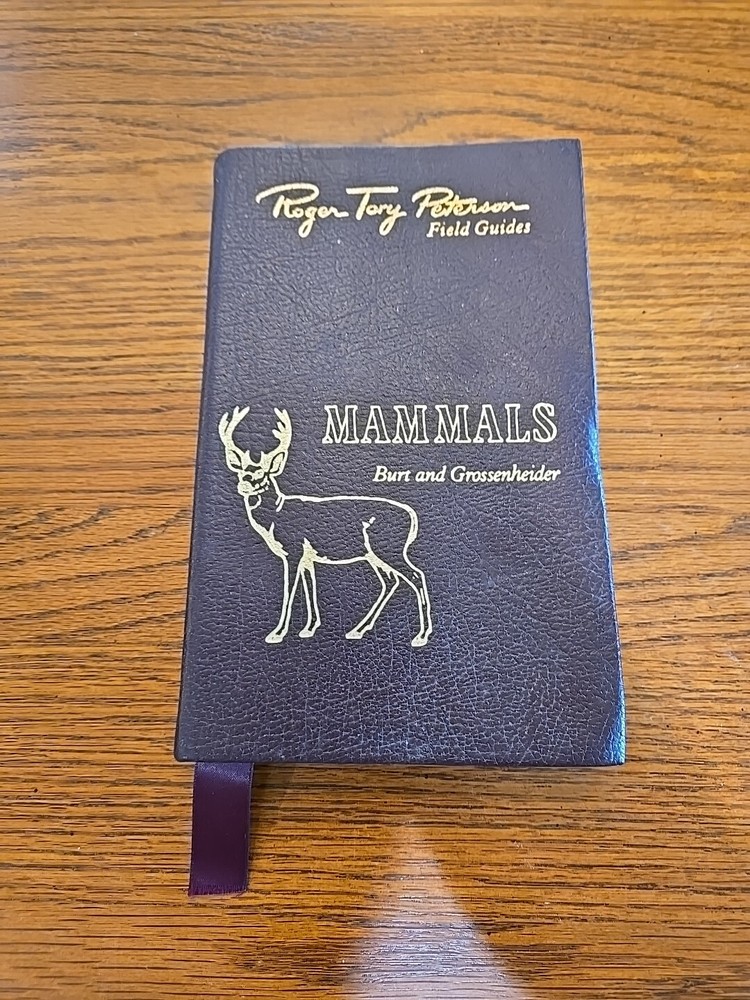 Roger Tory Peterson
Field Guides
MAMMALS
Burt and Grossenheider